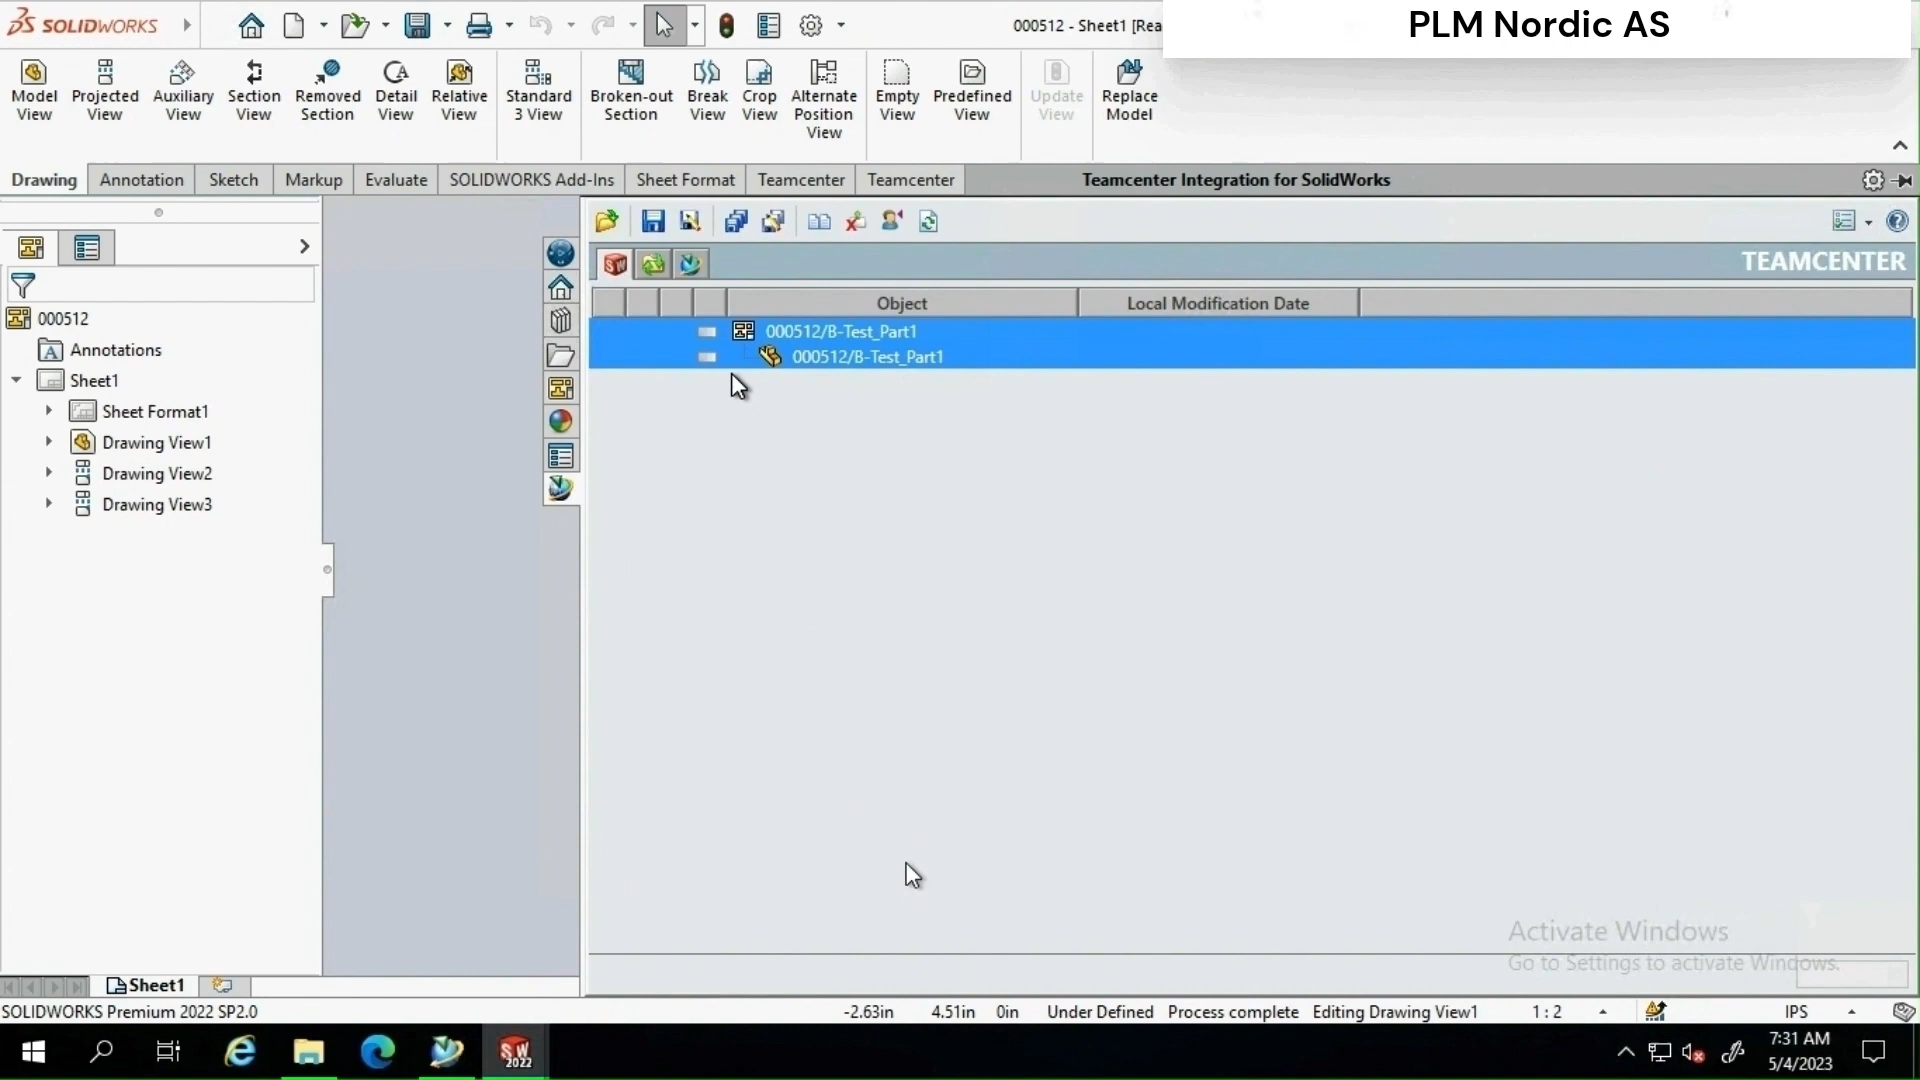 SOLIDWORKS
000512 - Sheet1 [Rea
PLM Nordic AS
Model View
Projected View
Auxiliary View
Section View
Removed Section
Detail View
Relative View
Standard 3 View
Broken-out Section
Break View
Crop View
Alternate Position View
Empty View
Predefined View
Update View
Replace Model
Drawing
Annotation
Sketch
Markup
Evaluate
SOLIDWORKS Add-Ins
Sheet Format
Teamcenter
Teamcenter
Teamcenter Integration for SolidWorks
TEAMCENTER
Object
Local Modification Date
000512/B-Test_Part1
000512/B-Test_Part1
000512
Annotations
Sheet1
Sheet Format1
Drawing View1
Drawing View2
Drawing View3
Activate Windows
Go to Settings to activate Windows.
Sheet1
SOLIDWORKS Premium 2022 SP2.0
-2.63in
4.51in
0in
Under Defined
Process complete
Editing Drawing View1
1 : 2
IPS
SW 2022
7:31 AM
5/4/2023